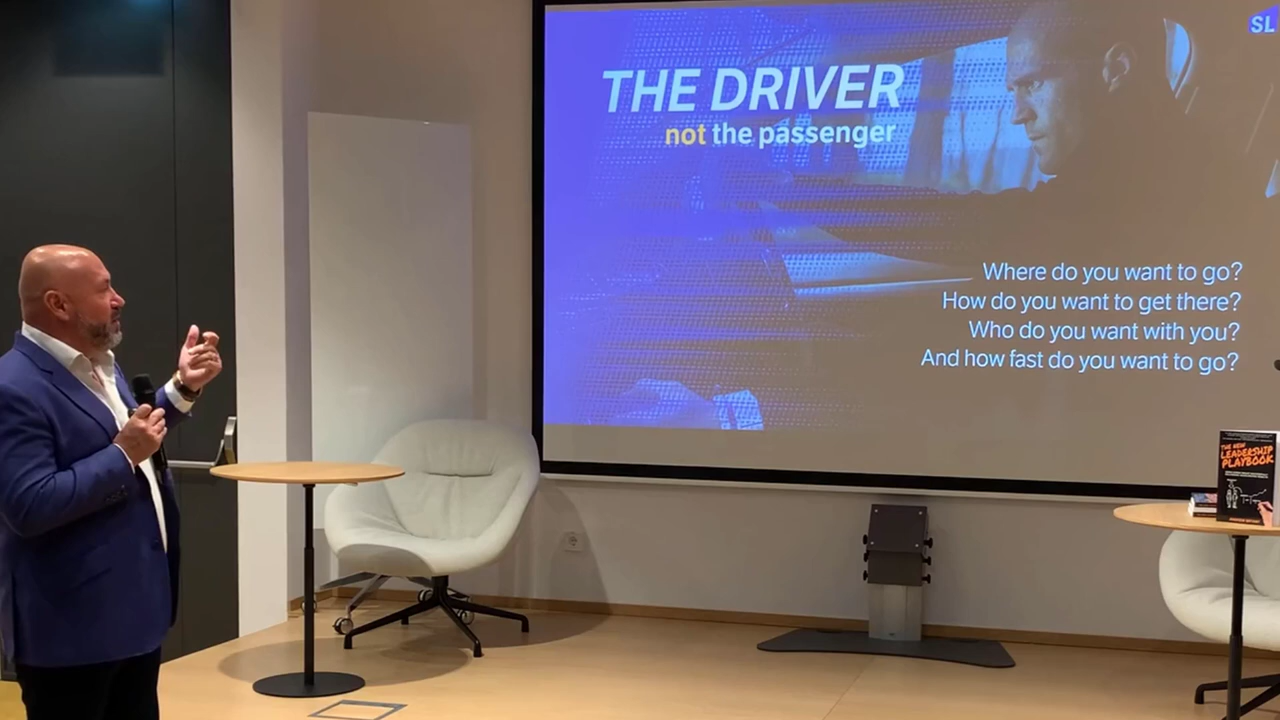 SL
THE DRIVER
not the passenger
Where do you want to go?
How do you want to get there?
Who do you want with you?
And how fast do you want to go?
THE NEW
LEADERSHIP
PLAYBOOK